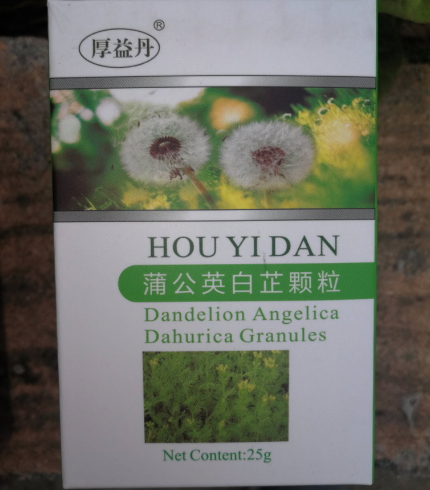 厚益丹®
HOU YI DAN
蒲公英白芷颗粒
Dandelion Angelica
Dahurica Granules
Net Content:25g